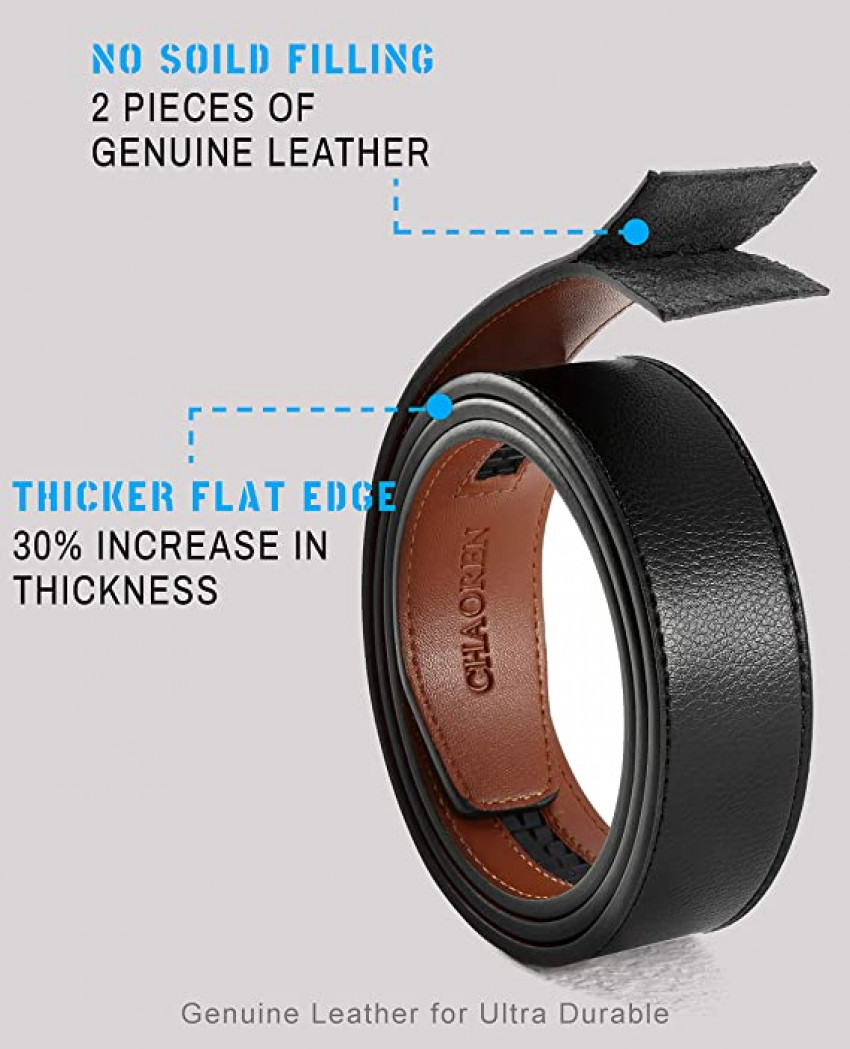 NO SOILD FILLING
2 PIECES OF
GENUINE LEATHER
THICKER FLAT EDGE
30% INCREASE IN
THICKNESS
CHAOREN
Genuine Leather for Ultra Durable